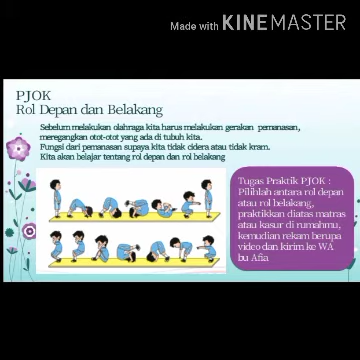 Made with KINEMASTER
PJOK
Rol Depan dan Belakang
Sebelum melakukan olahraga kita harus melakukan gerakan pemanasan,
meregangkan otot-otot yang ada di tubuh kita.
Fungsi dari pemanasan supaya kita tidak cidera atau tidak kram.
Kita akan belajar tentang rol depan dan rol belakang
Tugas Praktik PJOK :
Pilihlah antara rol depan
atau rol belakang,
praktikkan diatas matras
atau kasur di rumahmu,
kemudian rekam berupa
video dan kirim ke WA
bu Afia